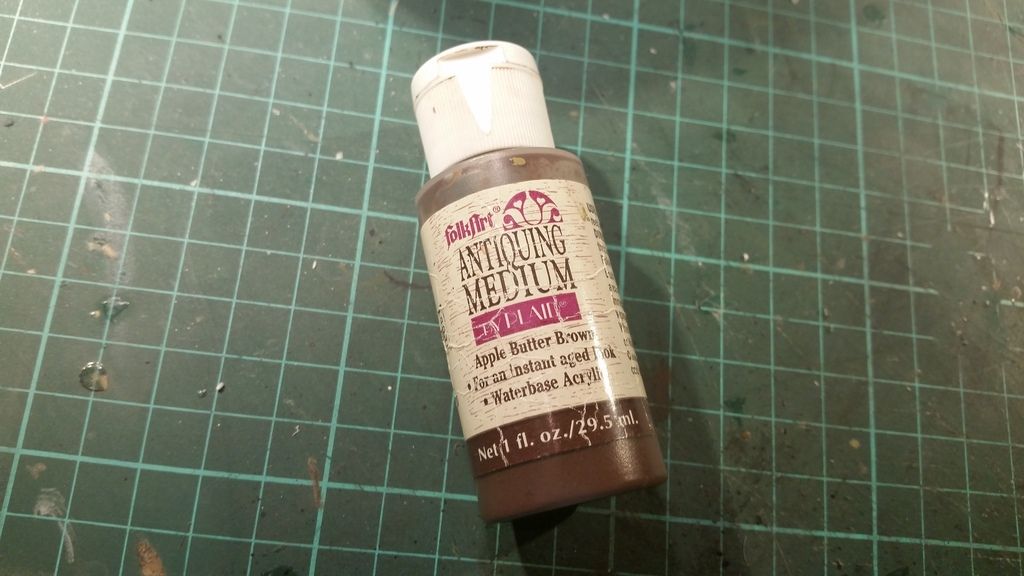 folkArt®
ANTIQUING
MEDIUM
BY PLAID®
Apple Butter Brown
• For an instant aged look
• Waterbase Acrylic
Net 1 fl. oz./29.5 ml.